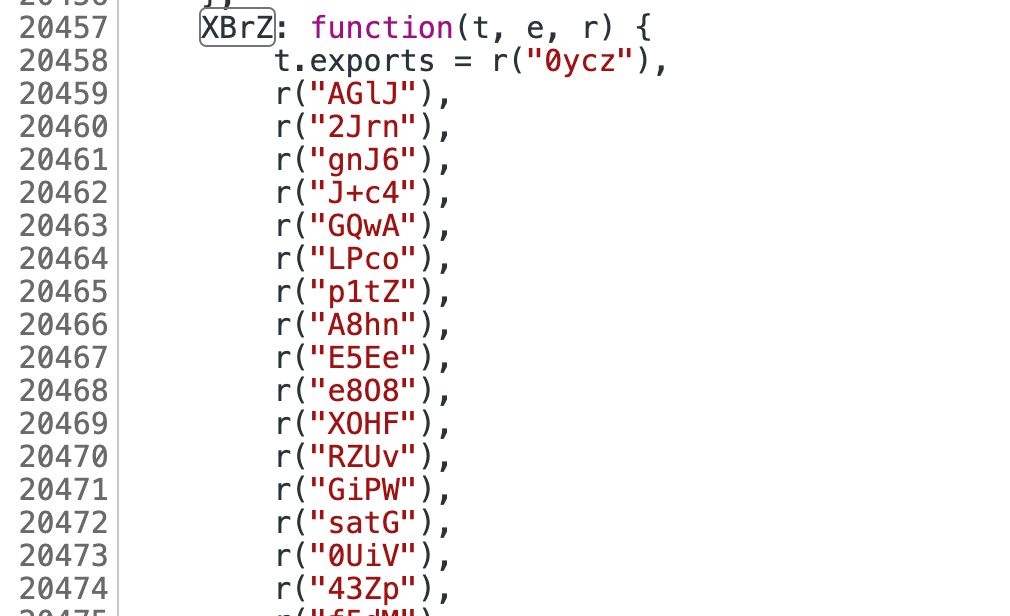 20457 XBrZ: function(t, e, r) {
20458 t.exports = r("0ycz"),
20459 r("AGlJ"),
20460 r("2Jrn"),
20461 r("gnJ6"),
20462 r("J+c4"),
20463 r("GQwA"),
20464 r("LPco"),
20465 r("p1tZ"),
20466 r("A8hn"),
20467 r("E5Ee"),
20468 r("e8O8"),
20469 r("XOHF"),
20470 r("RZUv"),
20471 r("GiPW"),
20472 r("satG"),
20473 r("0UiV"),
20474 r("43Zp"),